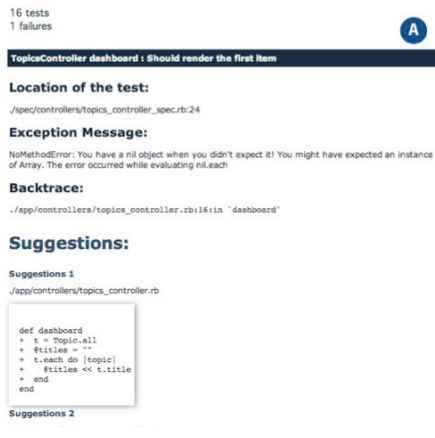 16 tests
1 failures
A
TopicsController dashboard : Should render the first item
Location of the test:
./spec/controllers/topics_controller_spec.rb:24
Exception Message:
NoMethodError: You have a nil object when you didn't expect it! You might have expected an instance
of Array. The error occurred while evaluating nil.each
Backtrace:
./app/controllers/topics_controller.rb:16:in `dashboard'
Suggestions:
Suggestions 1
./app/controllers/topics_controller.rb
def dashboard
+ t = Topic.all
+ @titles = ""
+ t.each do |topic|
+ @titles << t.title
+ end
end
Suggestions 2